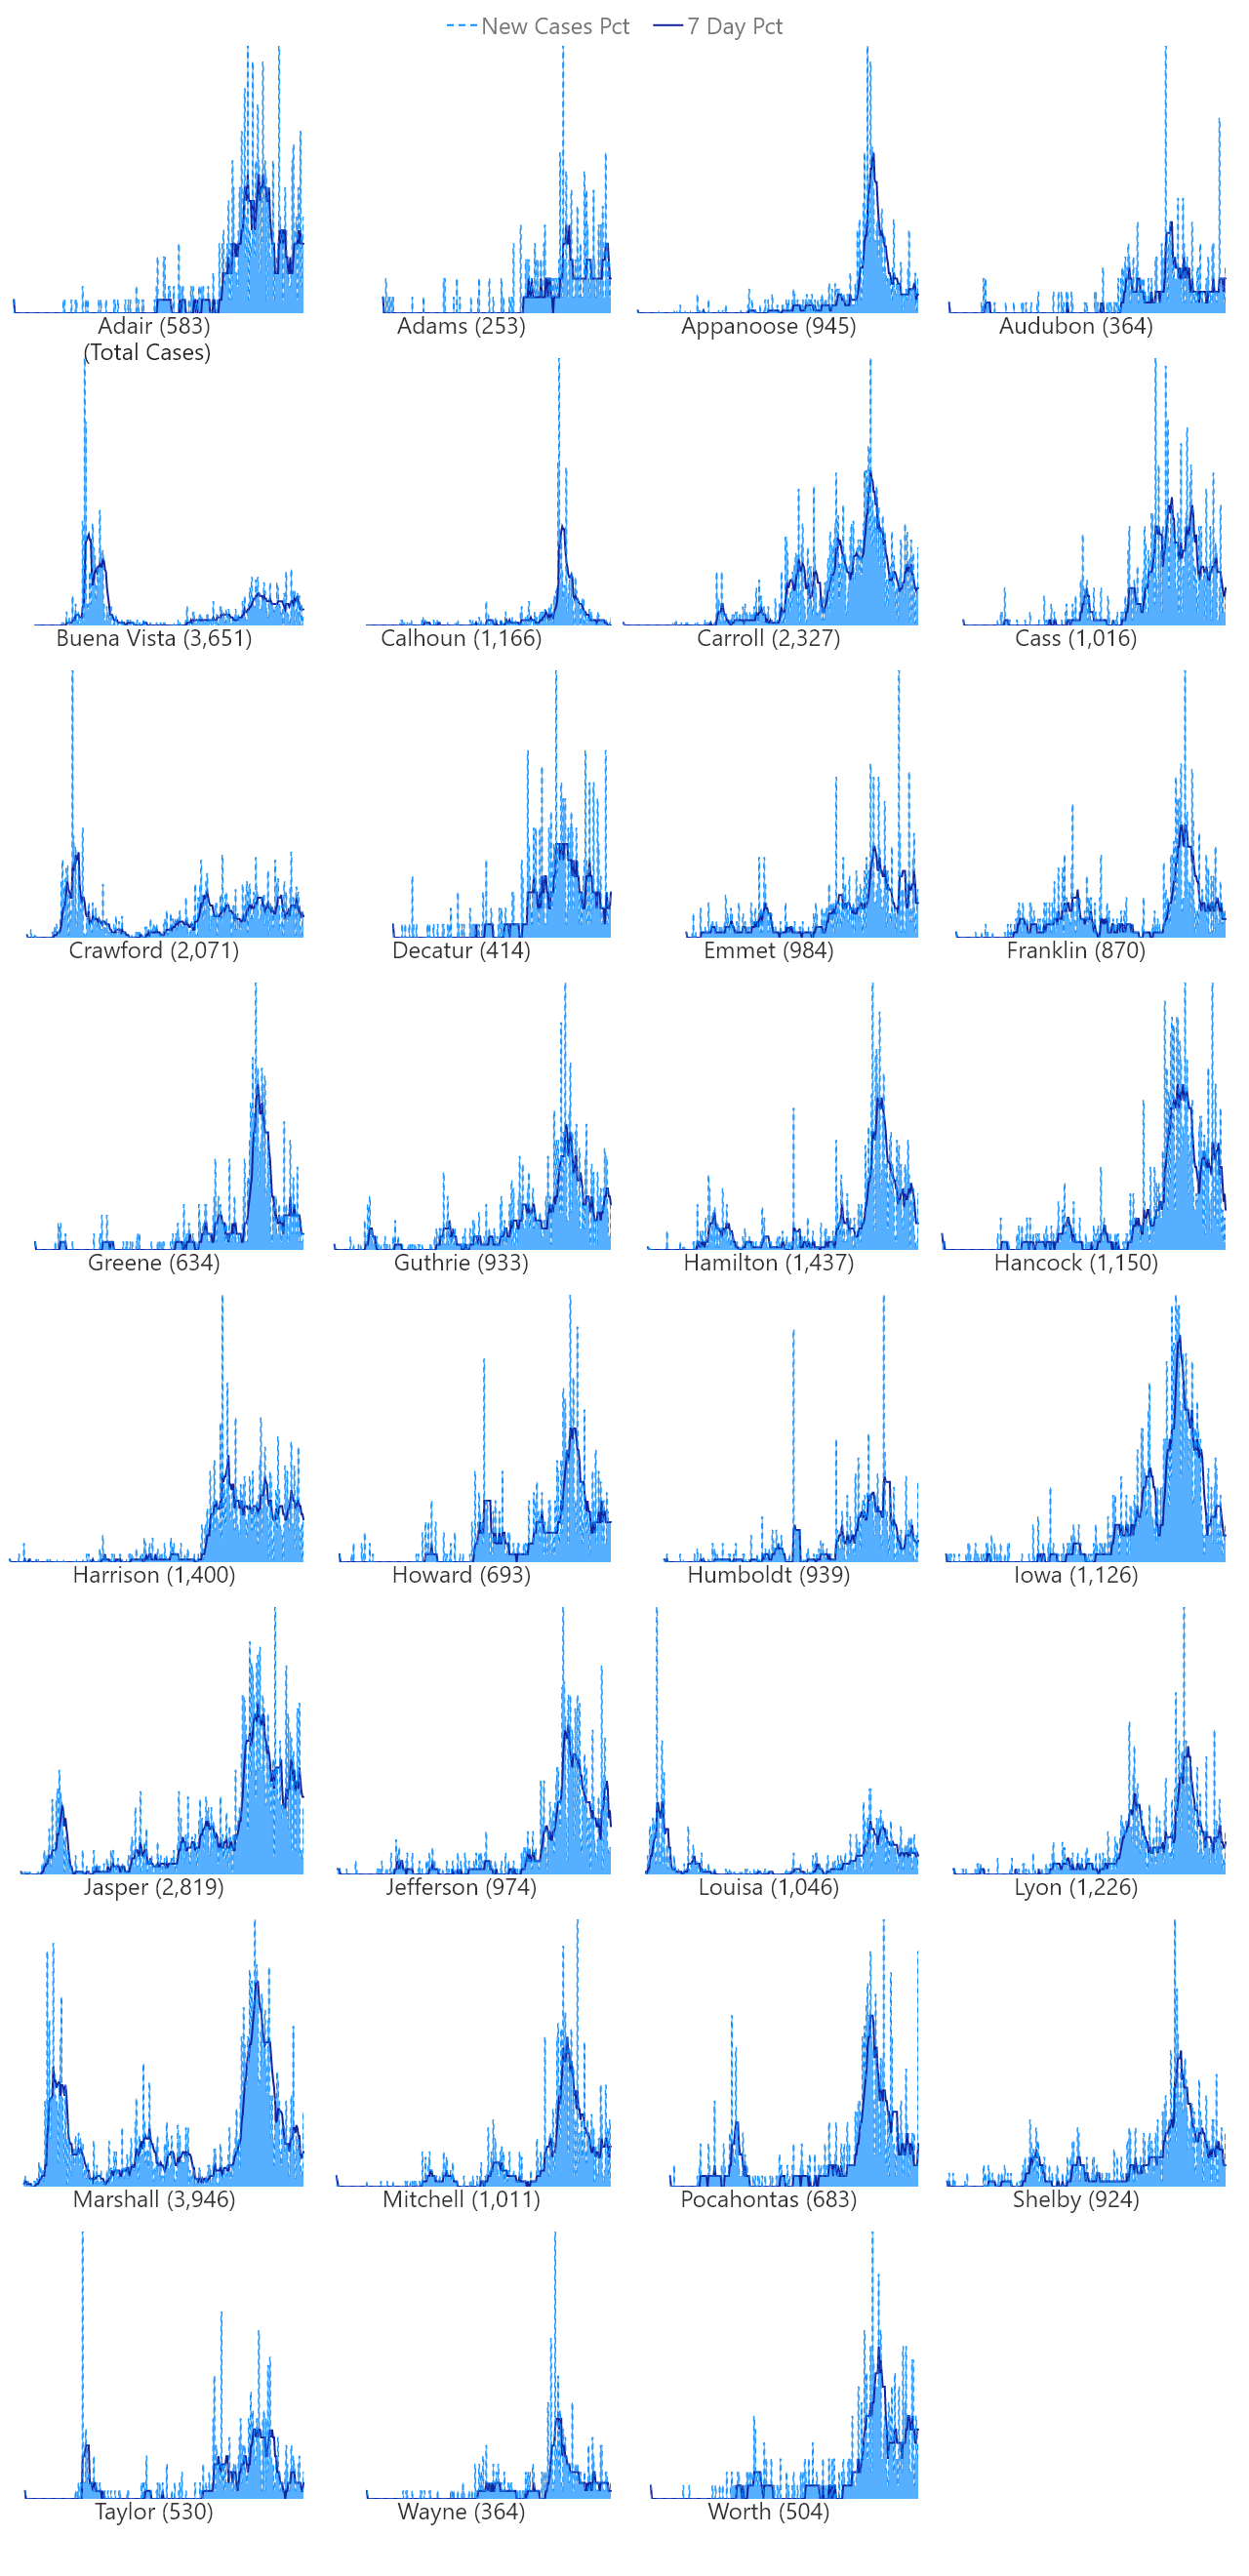 New Cases Pct 7 Day Pct
Adair (583) Adams (253) Appanoose (945) Audubon (364)
(Total Cases)
Buena Vista (3,651) Calhoun (1,166) Carroll (2,327) Cass (1,016)
Crawford (2,071) Decatur (414) Emmet (984) Franklin (870)
Greene (634) Guthrie (933) Hamilton (1,437) Hancock (1,150)
Harrison (1,400) Howard (693) Humboldt (939) Iowa (1,126)
Jasper (2,819) Jefferson (974) Louisa (1,046) Lyon (1,226)
Marshall (3,946) Mitchell (1,011) Pocahontas (683) Shelby (924)
Taylor (530) Wayne (364) Worth (504)